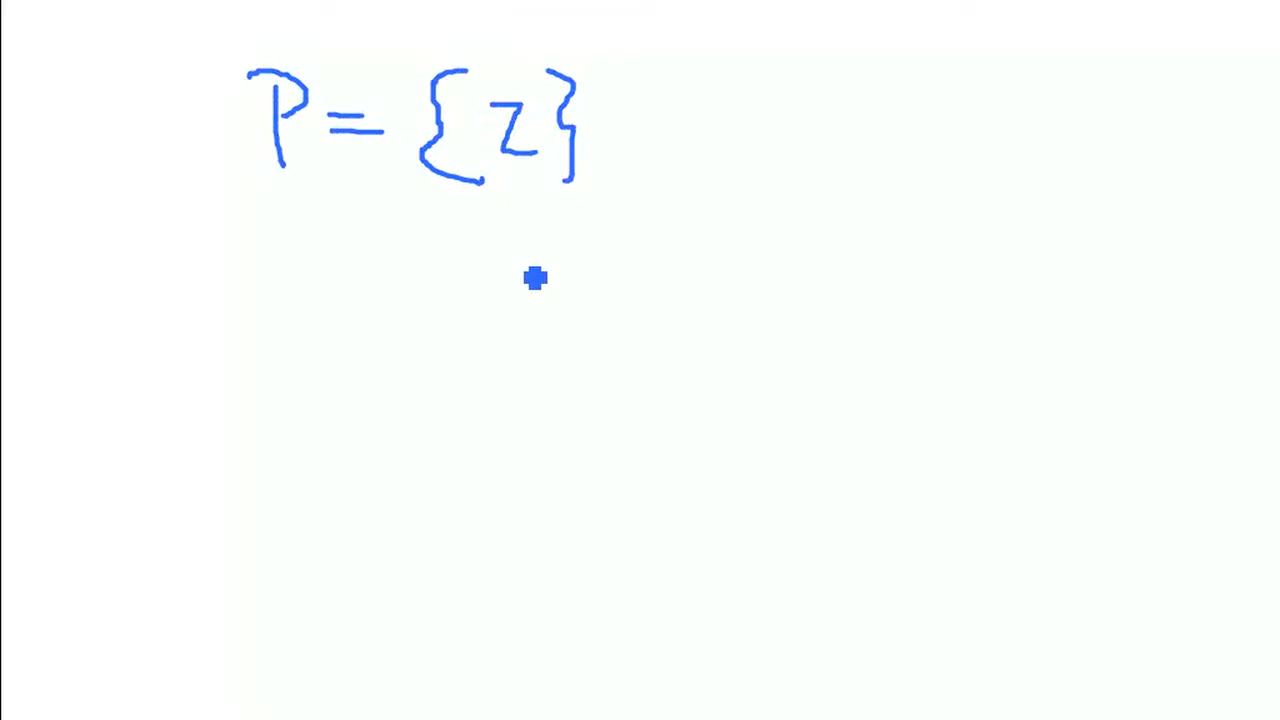 P = {z}